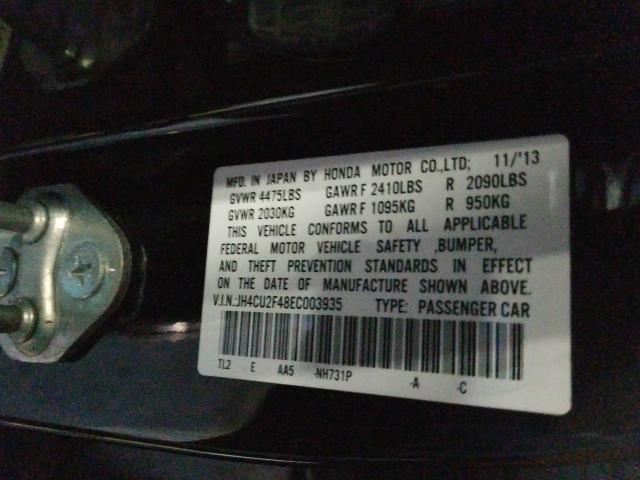 MFD. IN JAPAN BY HONDA MOTOR CO.,LTD; 11/'13
GVWR 4475LBS GAWR F 2410LBS R 2090LBS
GVWR 2030KG GAWR F 1095KG R 950KG
THIS VEHICLE CONFORMS TO ALL APPLICABLE
FEDERAL MOTOR VEHICLE SAFETY ,BUMPER,
AND THEFT PREVENTION STANDARDS IN EFFECT
ON THE DATE OF MANUFACTURE SHOWN ABOVE.
V.I.N.:JH4CU2F48EC003935 TYPE: PASSENGER CAR
TL2 E AA5 -NH731P -A -C